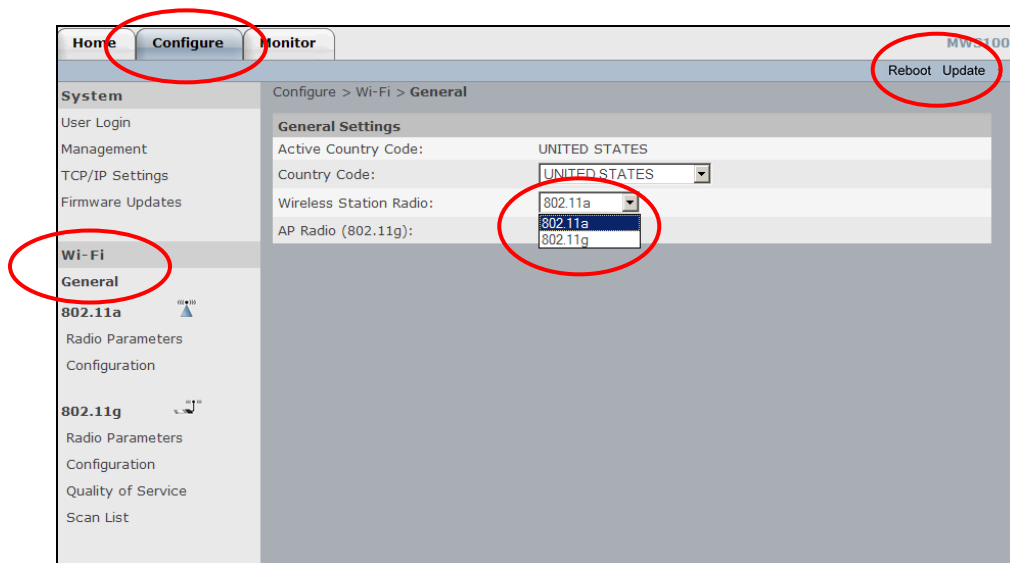 Home Configure Monitor
MWS100
Reboot Update
System
User Login
Management
TCP/IP Settings
Firmware Updates
Wi-Fi
General
802.11a
Radio Parameters
Configuration
802.11g
Radio Parameters
Configuration
Quality of Service
Scan List
Configure > Wi-Fi > General
General Settings
Active Country Code: UNITED STATES
Country Code: UNITED STATES
Wireless Station Radio: 802.11a
802.11a
802.11g
AP Radio (802.11g):